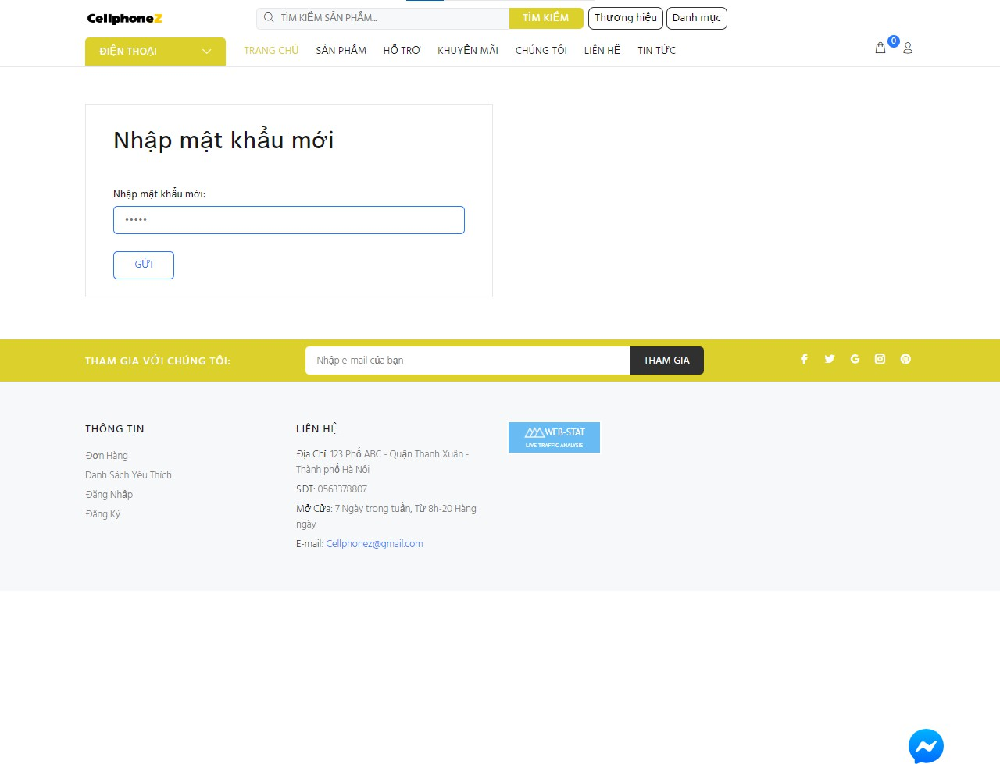 CellphoneZ
TÌM KIẾM SẢN PHẨM...
TÌM KIẾM
Thương hiệu
Danh mục
ĐIỆN THOẠI
TRANG CHỦ
SẢN PHẨM
HỖ TRỢ
KHUYẾN MÃI
CHÚNG TÔI
LIÊN HỆ
TIN TỨC
0
Nhập mật khẩu mới
Nhập mật khẩu mới:
•••••
GỬI
THAM GIA VỚI CHÚNG TÔI:
Nhập e-mail của bạn
THAM GIA
THÔNG TIN
Đơn Hàng
Danh Sách Yêu Thích
Đăng Nhập
Đăng Ký
LIÊN HỆ
Địa Chỉ: 123 Phố ABC - Quận Thanh Xuân -
Thành phố Hà Nôi
SĐT: 0563378807
Mở Cửa: 7 Ngày trong tuần, Từ 8h-20 Hàng
ngày
E-mail: Cellphonez@gmail.com
WEB-STAT
LIVE TRAFFIC ANALYSIS